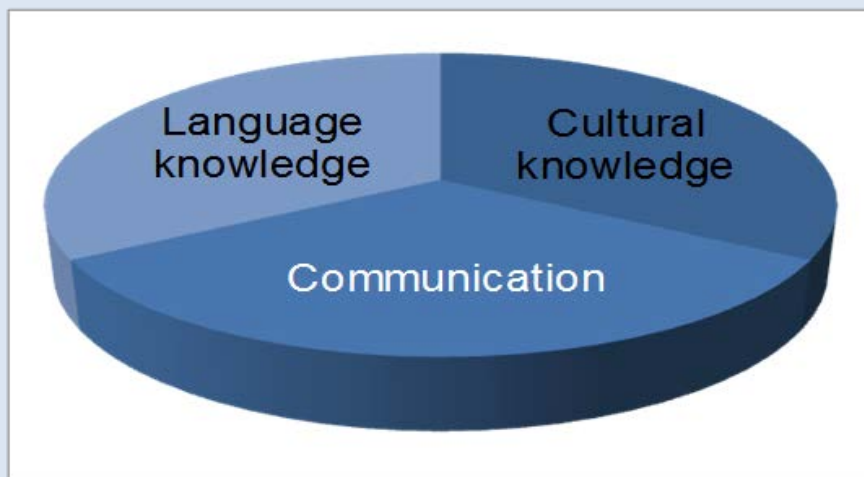 Language
knowledge
Cultural
knowledge
Communication